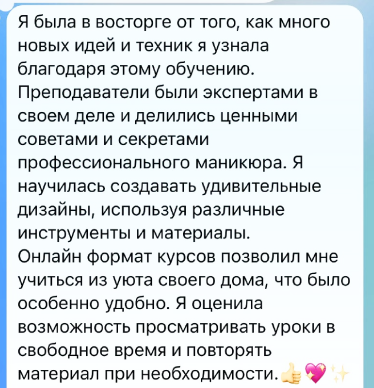 Я была в восторге от того, как много
новых идей и техник я узнала
благодаря этому обучению.
Преподаватели были экспертами в
своем деле и делились ценными
советами и секретами
профессионального маникюра. Я
научилась создавать удивительные
дизайны, используя различные
инструменты и материалы.
Онлайн формат курсов позволил мне
учиться из уюта своего дома, что было
особенно удобно. Я оценила
возможность просматривать уроки в
свободное время и повторять
материал при необходимости.👍💖✨